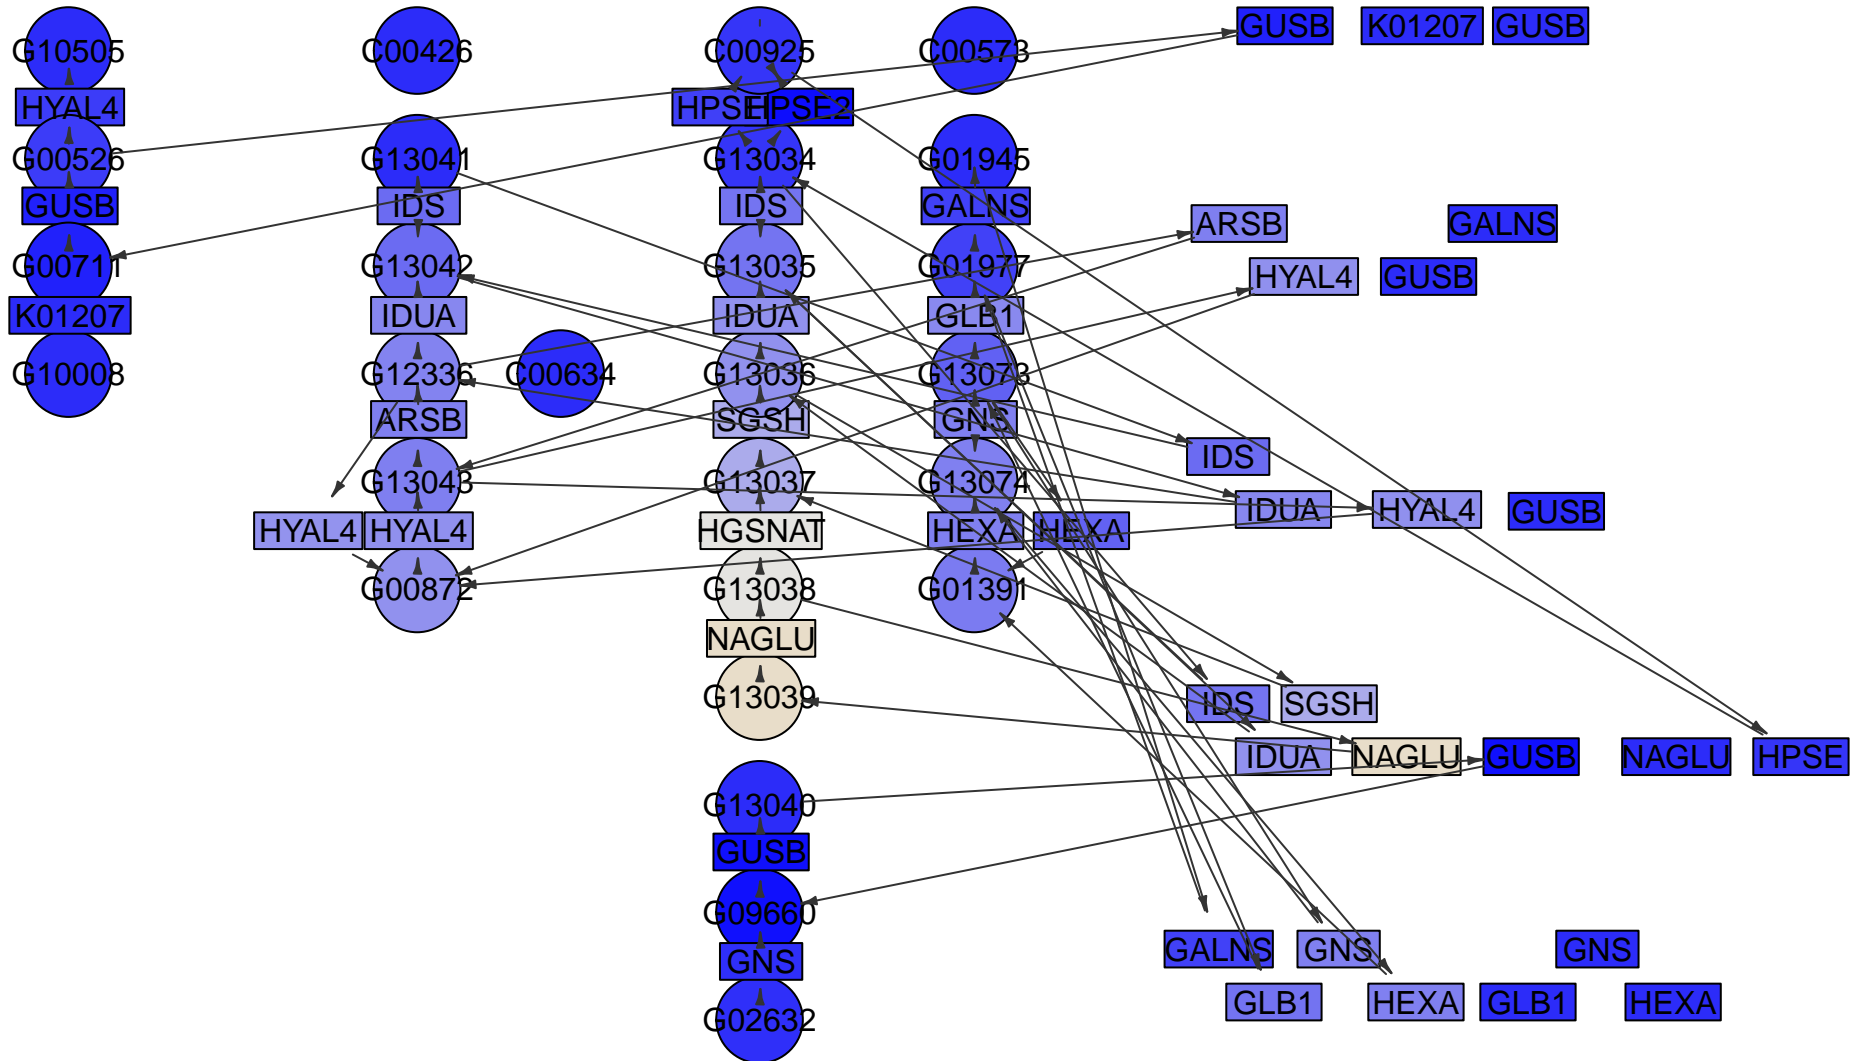 G10505 C00426 C00925 C00573 GUSB K01207 GUSB
HYAL4 HPSE HPSE2
G00526 G13041 G13034 G01945
GUSB IDS IDS GALNS ARSB GALNS
G00711 G13042 G13035 G01977 HYAL4 GUSB
K01207 IDUA IDUA GLB1
G10008 G12336 C00634 G13036 G13073
ARSB SGSH GNS
IDS
G13043 G13037 G13074
IDUA HYAL4 GUSB
HYAL4 HYAL4 HGSNAT HEXA HEXA
G00872 G13038 G01391
NAGLU
G13039 IDS SGSH
IDUA NAGLU GUSB NAGLU HPSE
G13040
GUSB
G09660
GNS GALNS GNS GNS
GLB1 HEXA GLB1 HEXA
G02632